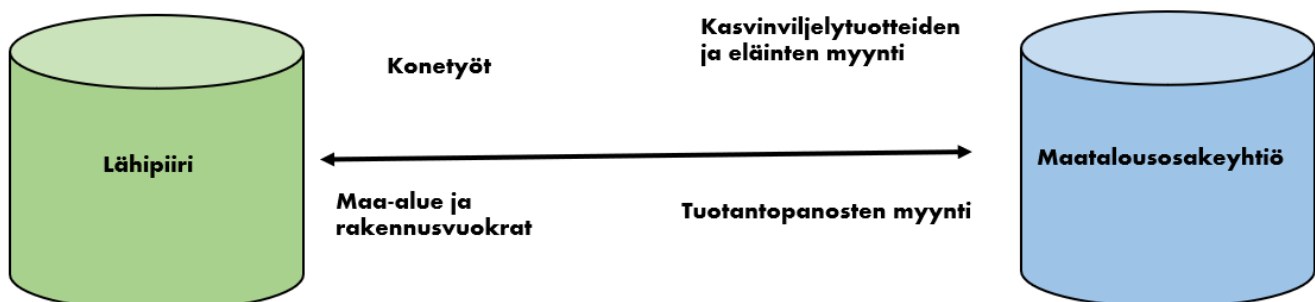 Kasvinviljelytuotteiden
ja eläinten myynti
Konetyöt
Lähipiiri
Maatalousosakeyhtiö
Maa-alue ja
rakennusvuokrat
Tuotantopanosten myynti